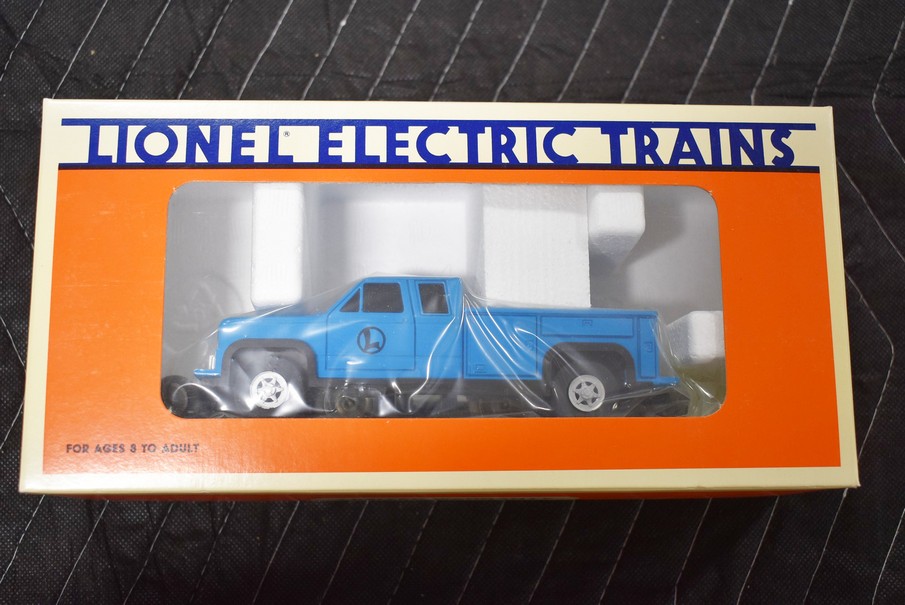 LIONEL® ELECTRIC TRAINS
L
FOR AGES 8 TO ADULT